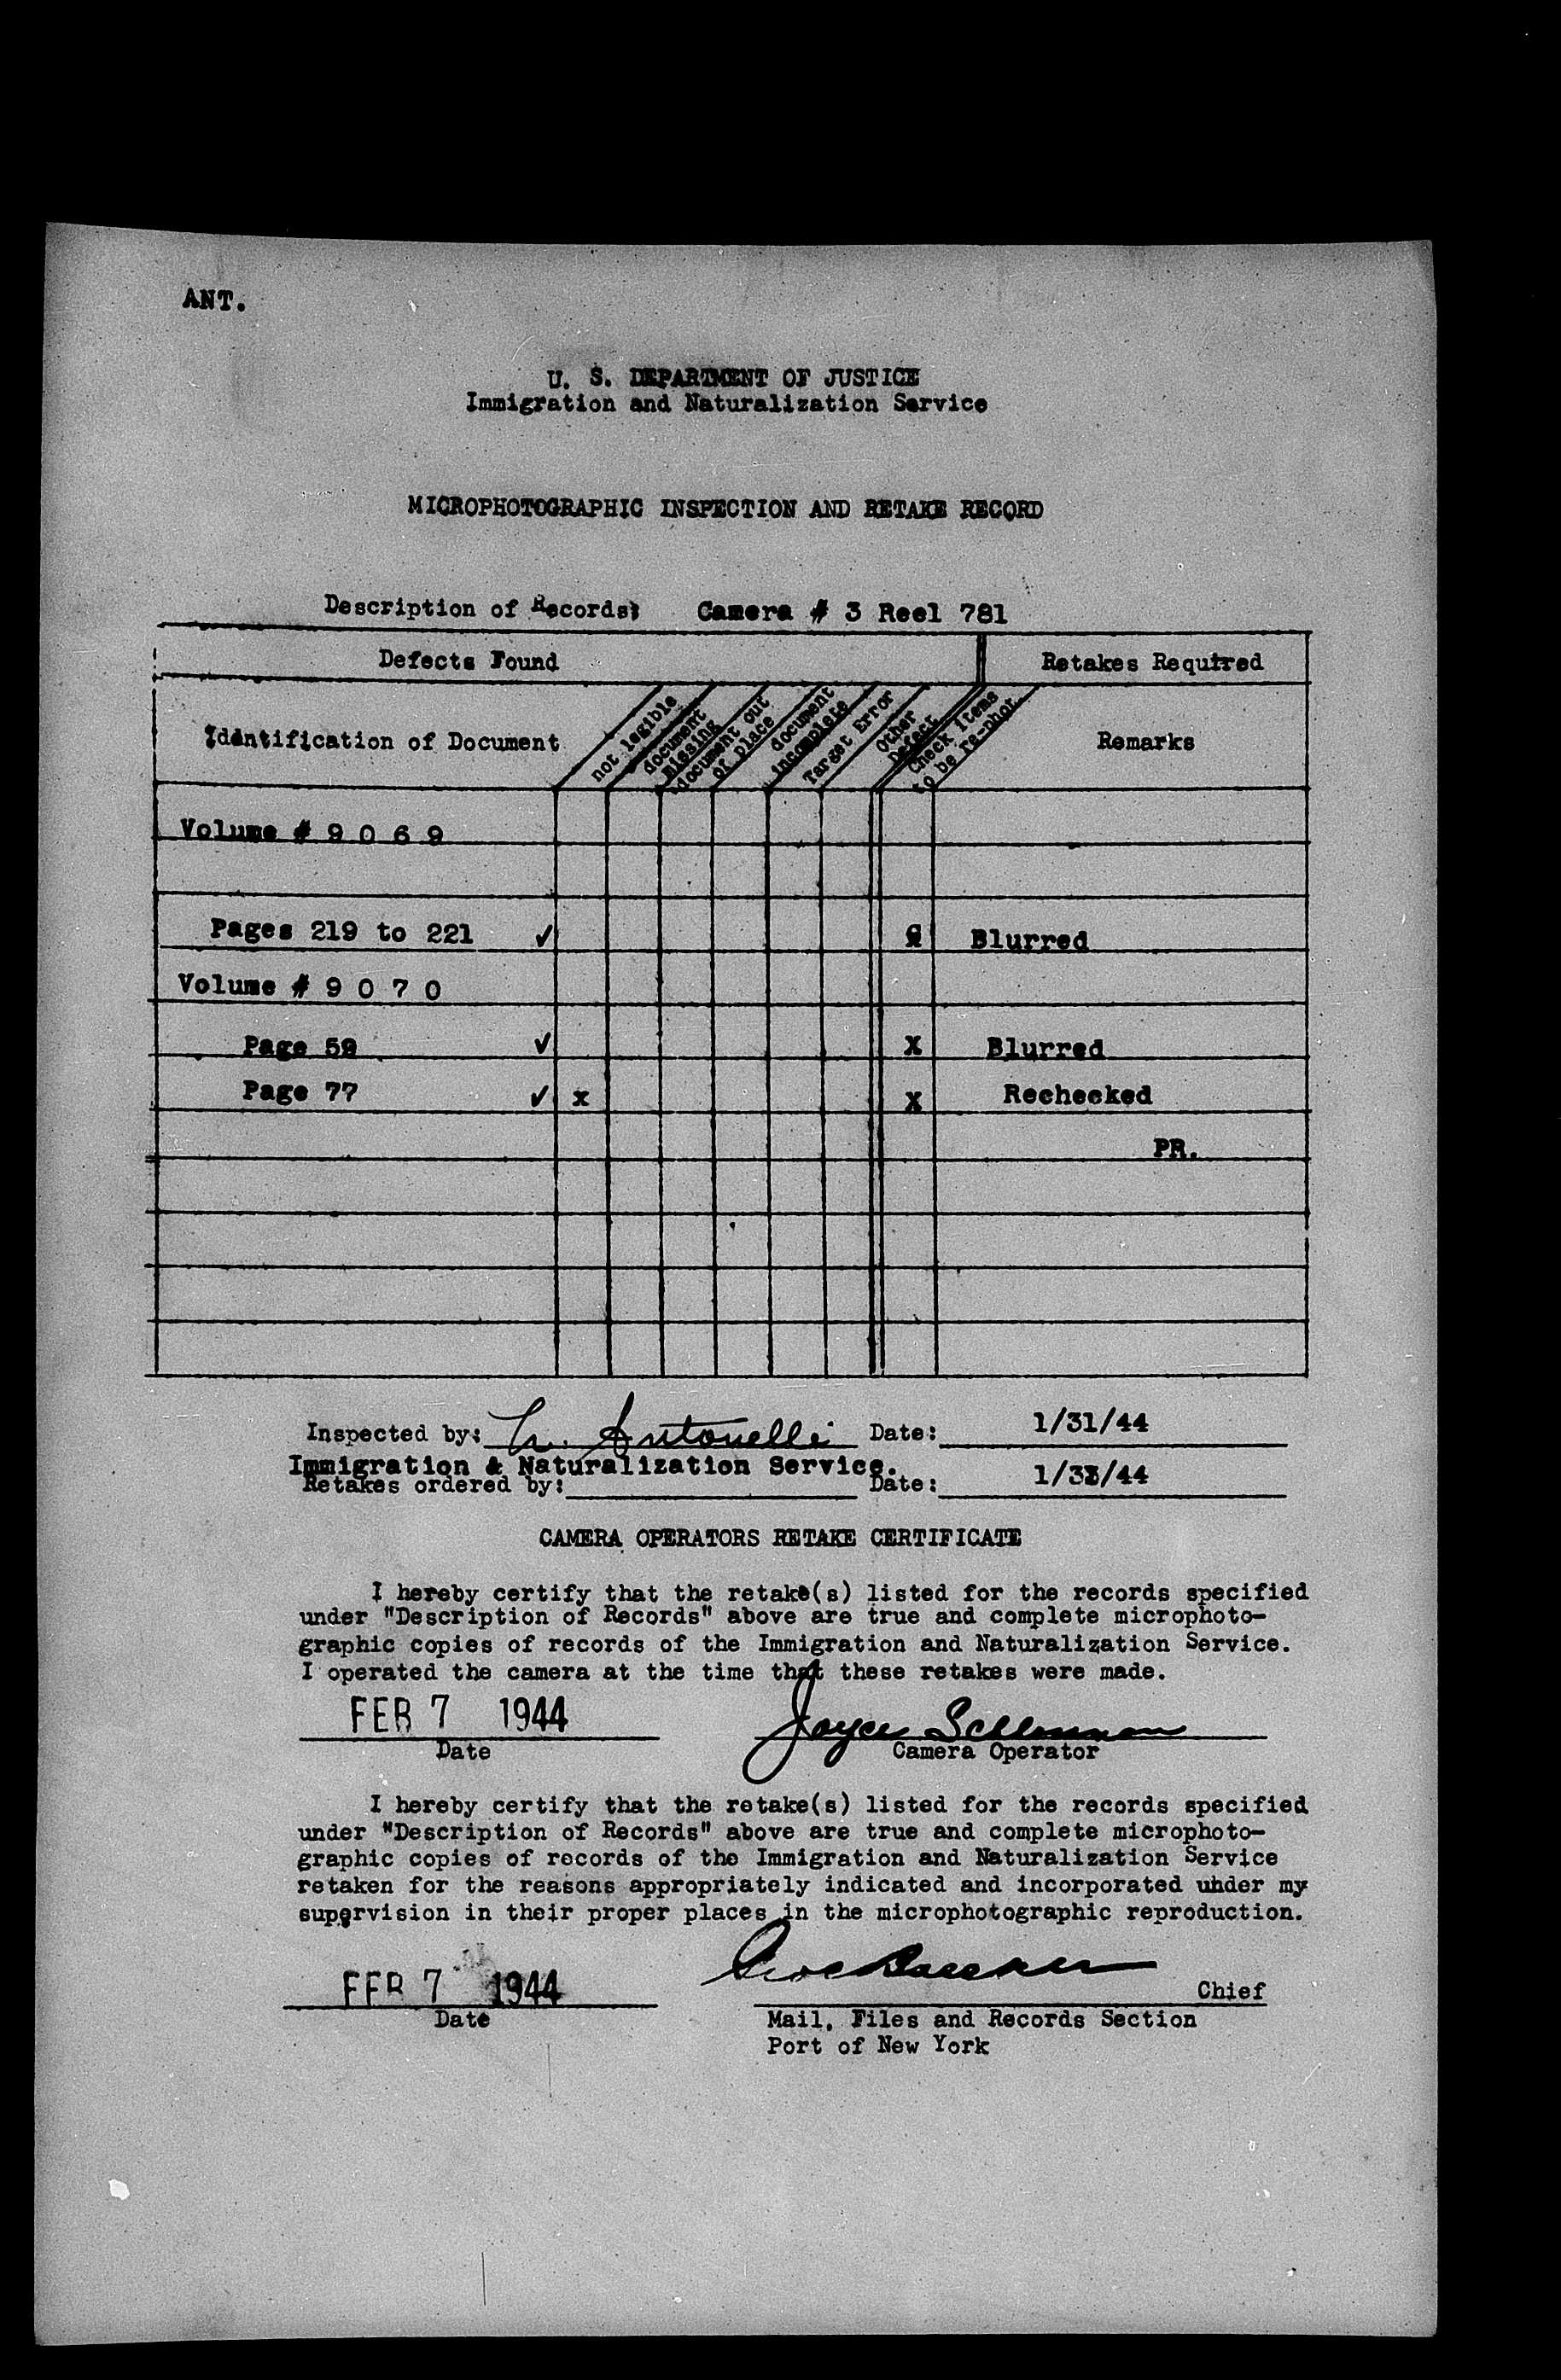 ANT.
U. S. DEPARTMENT OF JUSTICE
Immigration and Naturalization Service
MICROPHOTOGRAPHIC INSPECTION AND RETAKE RECORD
Description of Records: Camera # 3 Reel 781
Defects Found Retakes Required
Identification of Document
not legible
document
missing
document out
of place
document
incomplete
Target Error
Other
Defect
Check Items
to be re-phot.
Remarks
Volume # 9 0 6 9
Pages 219 to 221 ✓ Blurred
Volume # 9 0 7 0
Page 59 ✓ X Blurred
Page 77 ✓ x X Rechecked
PR.
Inspected by: Antonelli Date: 1/31/44
Immigration & Naturalization Service.
Retakes ordered by: Date: 1/31/44
CAMERA OPERATORS RETAKE CERTIFICATE
I hereby certify that the retake(s) listed for the records specified
under "Description of Records" above are true and complete microphoto-
graphic copies of records of the Immigration and Naturalization Service.
I operated the camera at the time that these retakes were made.
FEB 7 1944 Joyce
Date Camera Operator
I hereby certify that the retake(s) listed for the records specified
under "Description of Records" above are true and complete microphoto-
graphic copies of records of the Immigration and Naturalization Service
retaken for the reasons appropriately indicated and incorporated uhder my
supervision in their proper places in the microphotographic reproduction.
FEB 7 1944 Chief
Date Mail, Files and Records Section
Port of New York